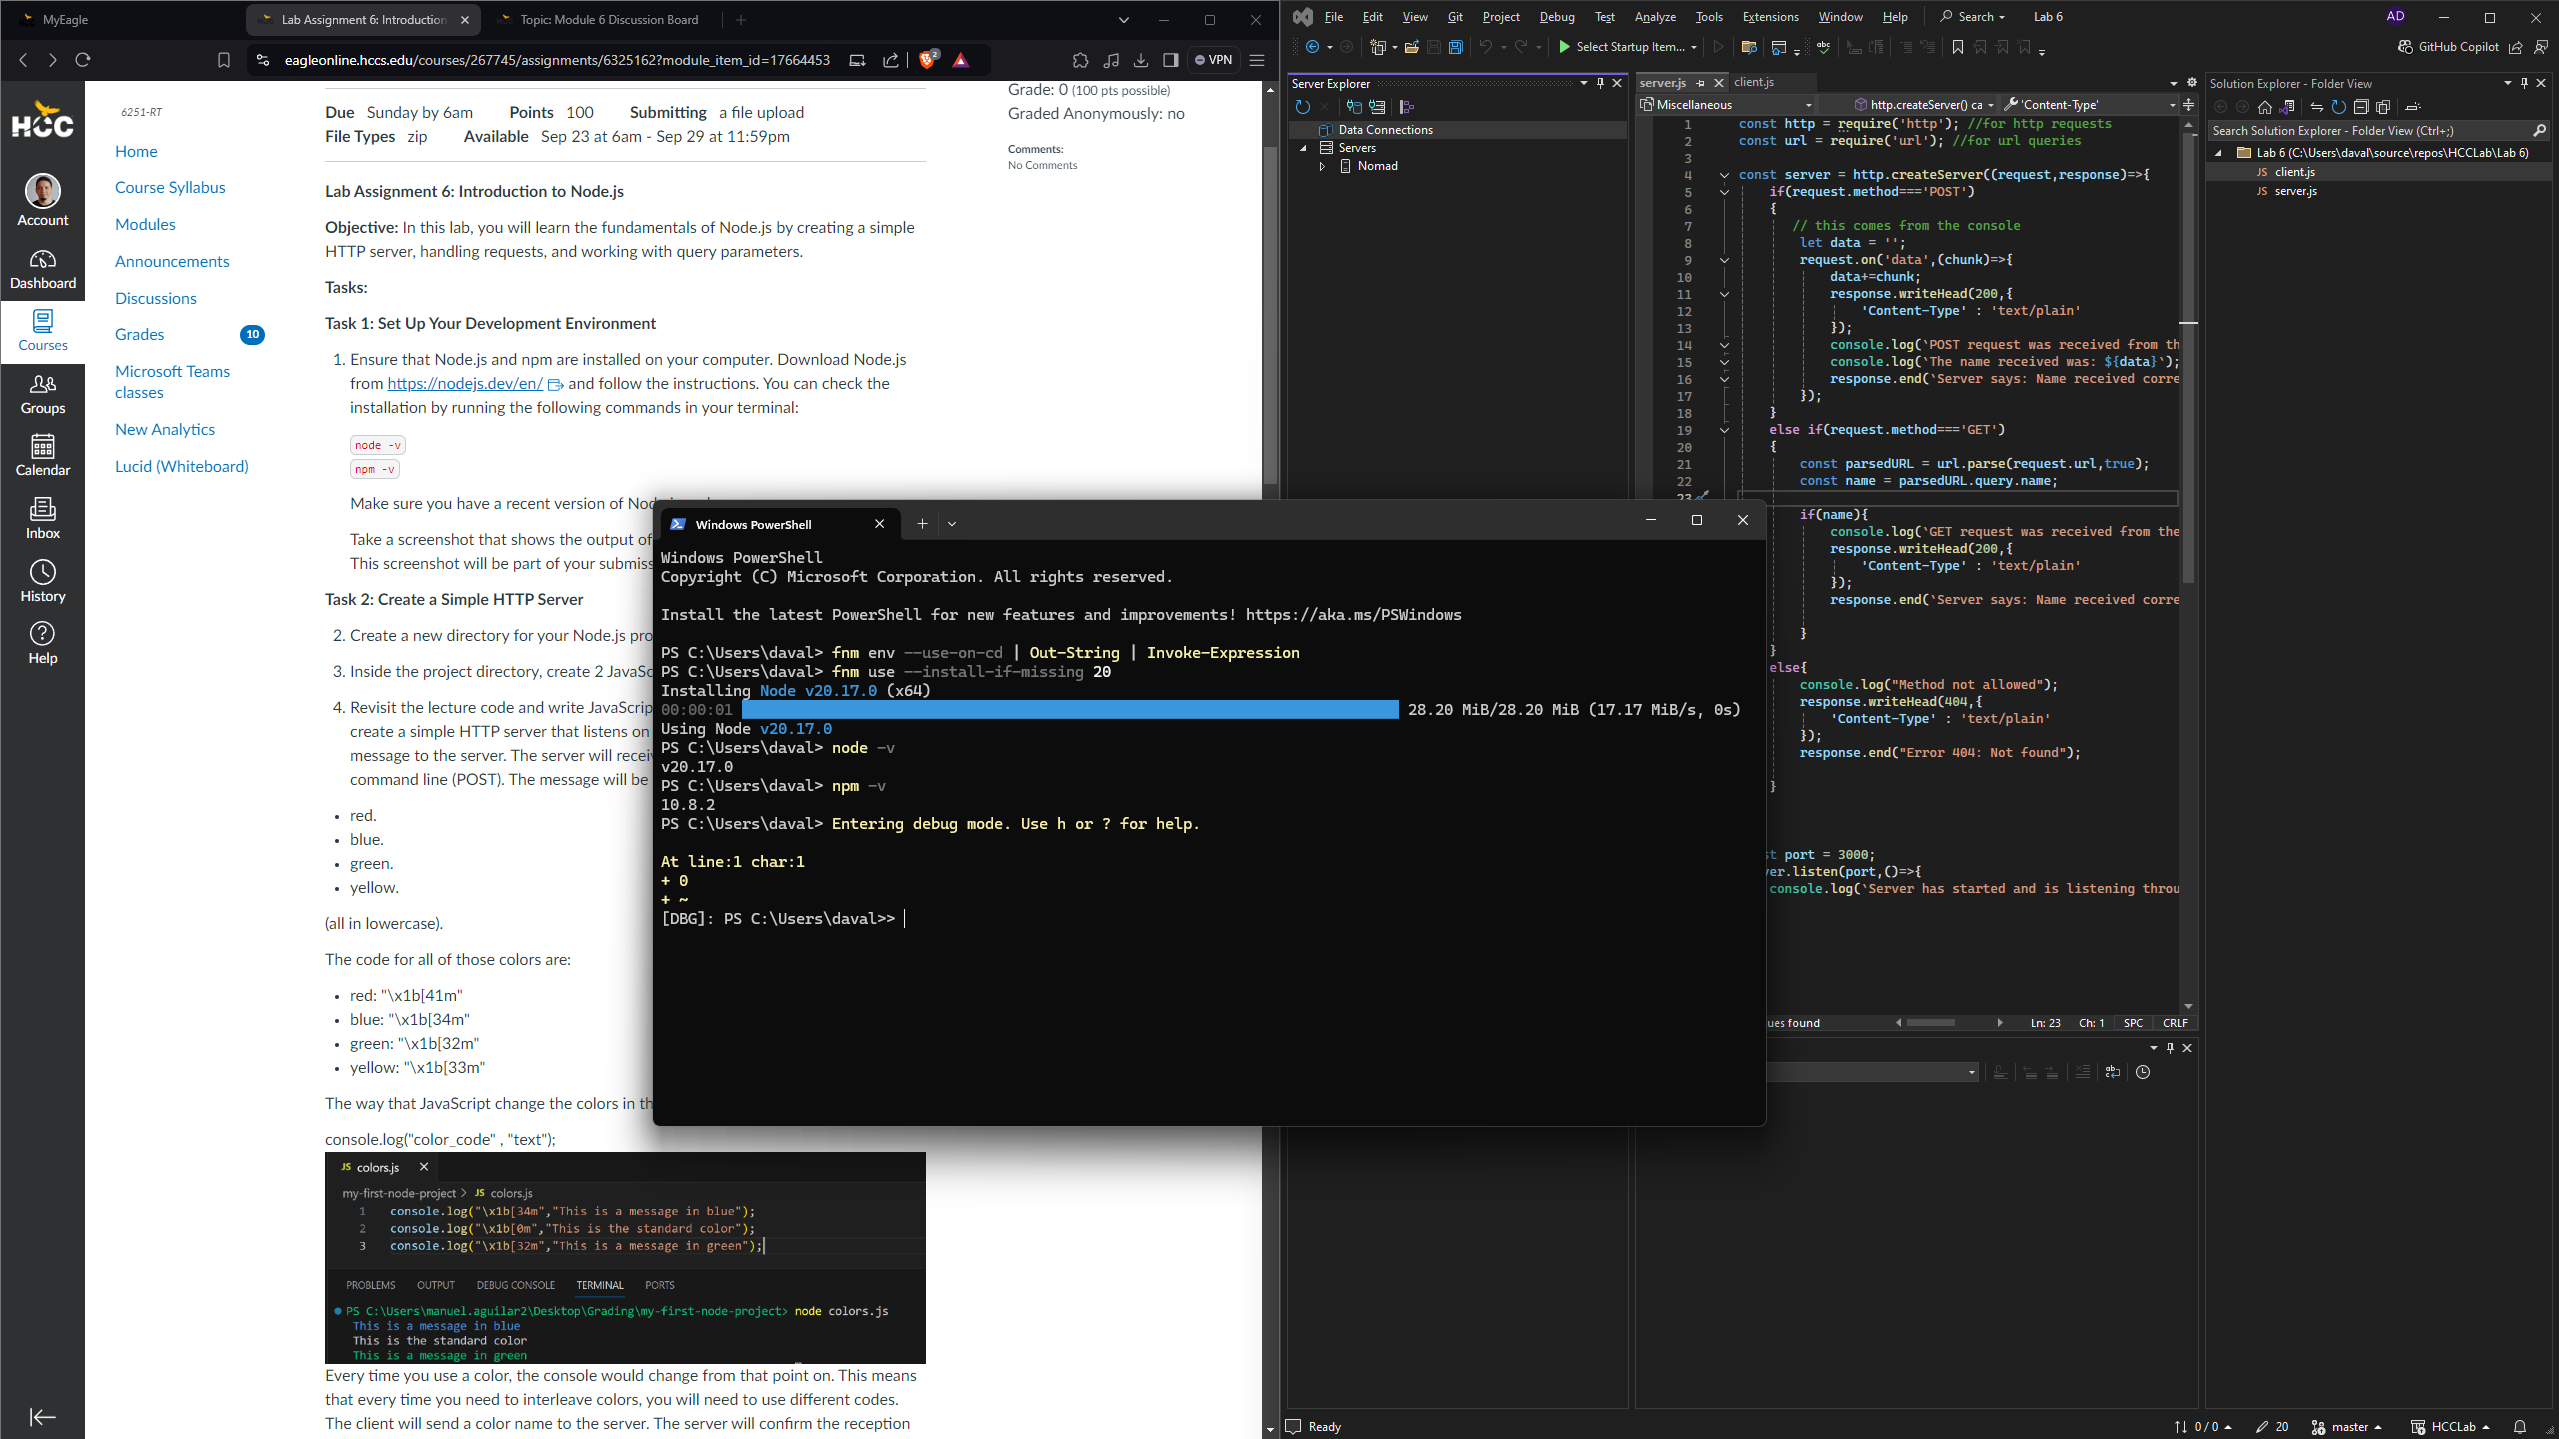 MyEagle
Lab Assignment 6: Introduction
Topic: Module 6 Discussion Board
eagleonline.hccs.edu/courses/267745/assignments/6325162?module_item_id=17664453
2
VPN
HCC
Account
Dashboard
Courses
Groups
Calendar
Inbox
History
Help
6251-RT
Home
Course Syllabus
Modules
Announcements
Discussions
Grades 10
Microsoft Teams
classes
New Analytics
Lucid (Whiteboard)
Grade: 0 (100 pts possible)
Graded Anonymously: no
Comments:
No Comments
Due Sunday by 6am Points 100 Submitting a file upload
File Types zip Available Sep 23 at 6am - Sep 29 at 11:59pm
Lab Assignment 6: Introduction to Node.js
Objective: In this lab, you will learn the fundamentals of Node.js by creating a simple
HTTP server, handling requests, and working with query parameters.
Tasks:
Task 1: Set Up Your Development Environment
1. Ensure that Node.js and npm are installed on your computer. Download Node.js
from https://nodejs.dev/en/ and follow the instructions. You can check the
installation by running the following commands in your terminal:
node -v
npm -v
Make sure you have a recent version of
Take a screenshot that shows the output of
This screenshot will be part of your
Task 2: Create a Simple HTTP Server
2. Create a new directory for your Node.js
3. Inside the project directory, create 2
4. Revisit the lecture code and write
create a simple HTTP server that listens on
message to the server. The server will
command line (POST). The message will be
• red.
• blue.
• green.
• yellow.
(all in lowercase).
The code for all of those colors are:
• red: "\x1b[41m"
• blue: "\x1b[34m"
• green: "\x1b[32m"
• yellow: "\x1b[33m"
The way that JavaScript change the colors in
console.log("color_code" , "text");
JS colors.js
my-first-node-project > JS colors.js
1 console.log("\x1b[34m","This is a message in blue");
2 console.log("\x1b[0m","This is the standard color");
3 console.log("\x1b[32m","This is a message in green");
PROBLEMS OUTPUT DEBUG CONSOLE TERMINAL PORTS
PS C:\Users\manuel.aguilar2\Desktop\Grading\my-first-node-project> node colors.js
This is a message in blue
This is the standard color
This is a message in green
Every time you use a color, the console would change from that point on. This means
that every time you need to interleave colors, you will need to use different codes.
The client will send a color name to the server. The server will confirm the reception
Windows PowerShell
Windows PowerShell
Copyright (C) Microsoft Corporation. All rights reserved.
Install the latest PowerShell for new features and improvements! https://aka.ms/PSWindows
PS C:\Users\daval> fnm env --use-on-cd | Out-String | Invoke-Expression
PS C:\Users\daval> fnm use --install-if-missing 20
Installing Node v20.17.0 (x64)
00:00:01 28.20 MiB/28.20 MiB (17.17 MiB/s, 0s)
Using Node v20.17.0
PS C:\Users\daval> node -v
v20.17.0
PS C:\Users\daval> npm -v
10.8.2
PS C:\Users\daval> Entering debug mode. Use h or ? for help.
At line:1 char:1
+ 0
+ ~
[DBG]: PS C:\Users\daval>>
File Edit View Git Project Debug Test Analyze Tools Extensions Window Help Search Lab 6 AD
Select Startup Item... GitHub Copilot
Server Explorer
Data Connections
Servers
Nomad
server.js client.js
Miscellaneous http.createServer() ca 'Content-Type'
1 const http = require('http'); //for http requests
2 const url = require('url'); //for url queries
3
4 const server = http.createServer((request,response)=>{
5 if(request.method==='POST')
6 {
7 // this comes from the console
8 let data = '';
9 request.on('data',(chunk)=>{
10 data+=chunk;
11 response.writeHead(200,{
12 'Content-Type' : 'text/plain'
13 });
14 console.log(`POST request was received from th
15 console.log(`The name received was: ${data}`);
16 response.end(`Server says: Name received corre
17 });
18 }
19 else if(request.method==='GET')
20 {
21 const parsedURL = url.parse(request.url,true);
22 const name = parsedURL.query.name;
23
if(name){
console.log(`GET request was received from the
response.writeHead(200,{
'Content-Type' : 'text/plain'
});
response.end(`Server says: Name received corre
}
}
else{
console.log("Method not allowed");
response.writeHead(404,{
'Content-Type' : 'text/plain'
});
response.end("Error 404: Not found");
}
t port = 3000;
er.listen(port,()=>{
console.log(`Server has started and is listening throu
ues found Ln: 23 Ch: 1 SPC CRLF
Solution Explorer - Folder View
Search Solution Explorer - Folder View (Ctrl+;)
Lab 6 (C:\Users\daval\source\repos\HCCLab\Lab 6)
JS client.js
JS server.js
Ready 0 / 0 20 master HCCLab